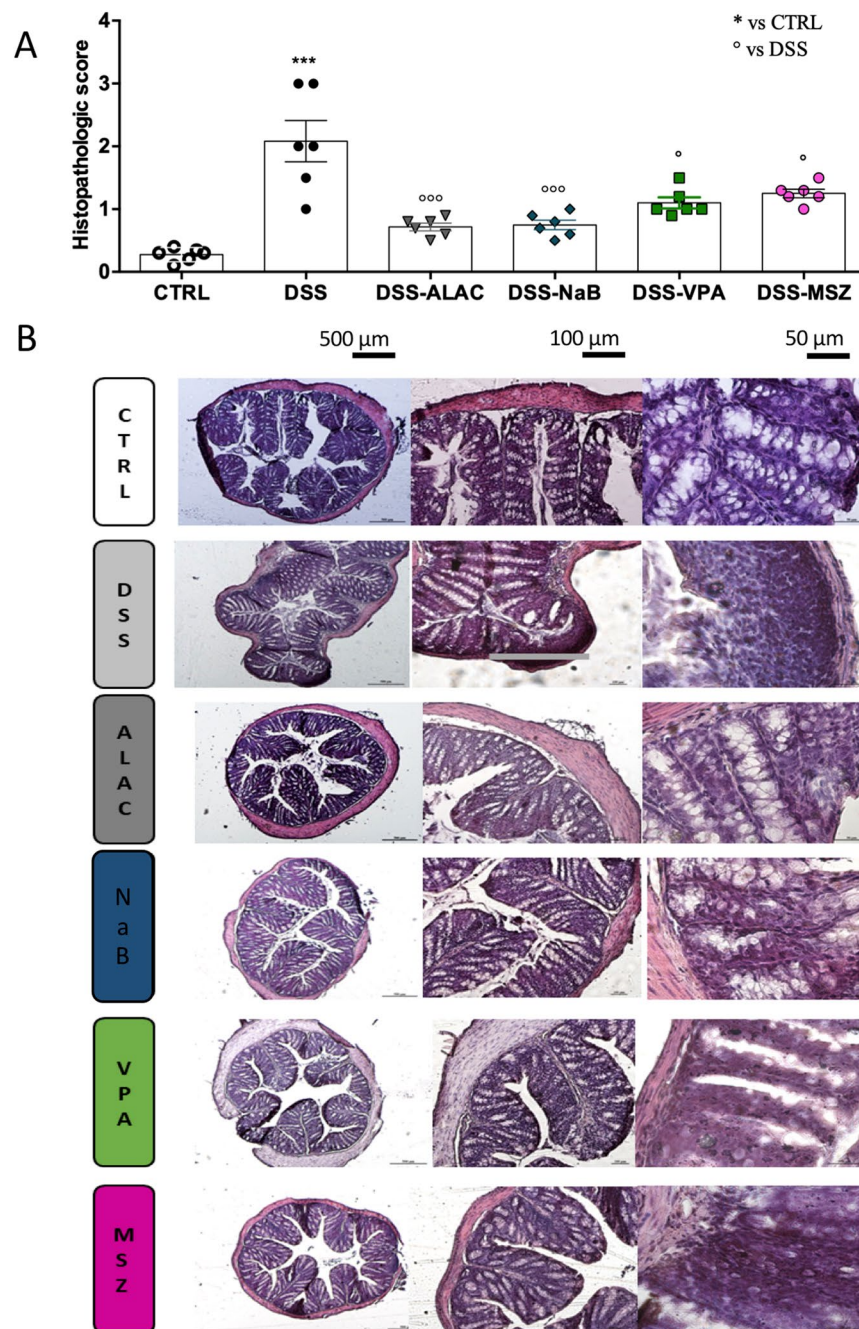 A
Histopathologic score
4
3
2
1
0
* vs CTRL
° vs DSS
***
°°°
°°°
°
°
CTRL
DSS
DSS-ALAC
DSS-NaB
DSS-VPA
DSS-MSZ
B
500 µm
100 µm
50 µm
C
T
R
L
D
S
S
A
L
A
C
N
a
B
V
P
A
M
S
Z